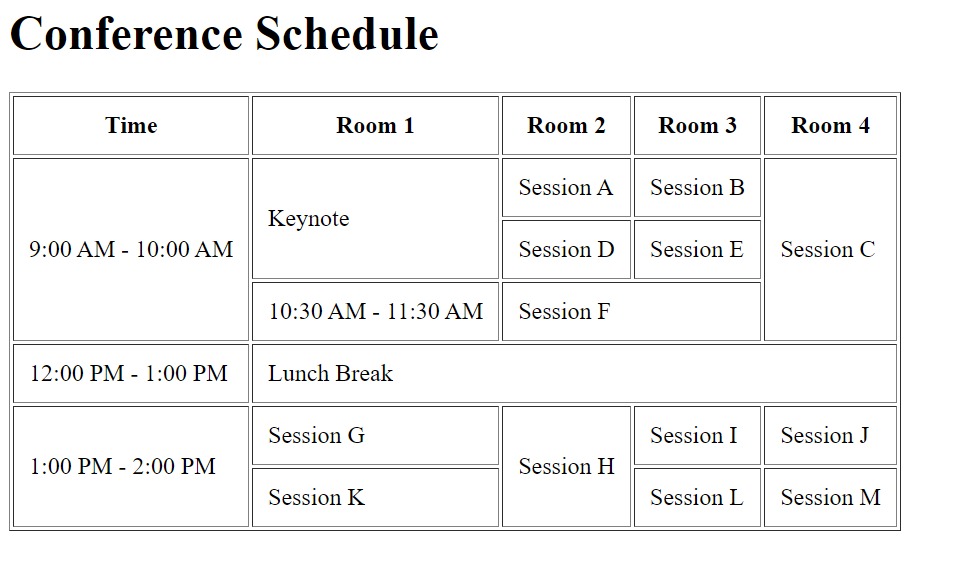 Conference Schedule
Time Room 1 Room 2 Room 3 Room 4
9:00 AM - 10:00 AM Keynote Session A Session B Session C
Session D Session E
10:30 AM - 11:30 AM Session F
12:00 PM - 1:00 PM Lunch Break
1:00 PM - 2:00 PM Session G Session H Session I Session J
Session K Session L Session M